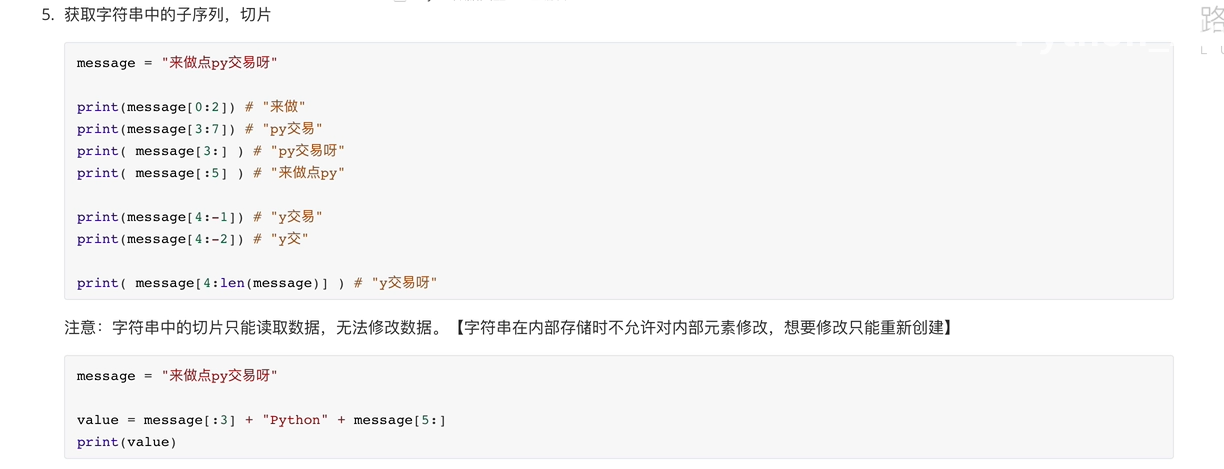 5. 获取字符串中的子序列，切片
路
L U
message = "来做点py交易呀"
print(message[0:2]) # "来做"
print(message[3:7]) # "py交易"
print( message[3:] ) # "py交易呀"
print( message[:5] ) # "来做点py"
print(message[4:-1]) # "y交易"
print(message[4:-2]) # "y交"
print( message[4:len(message)] ) # "y交易呀"
注意：字符串中的切片只能读取数据，无法修改数据。【字符串在内部存储时不允许对内部元素修改，想要修改只能重新创建】
message = "来做点py交易呀"
value = message[:3] + "Python" + message[5:]
print(value)